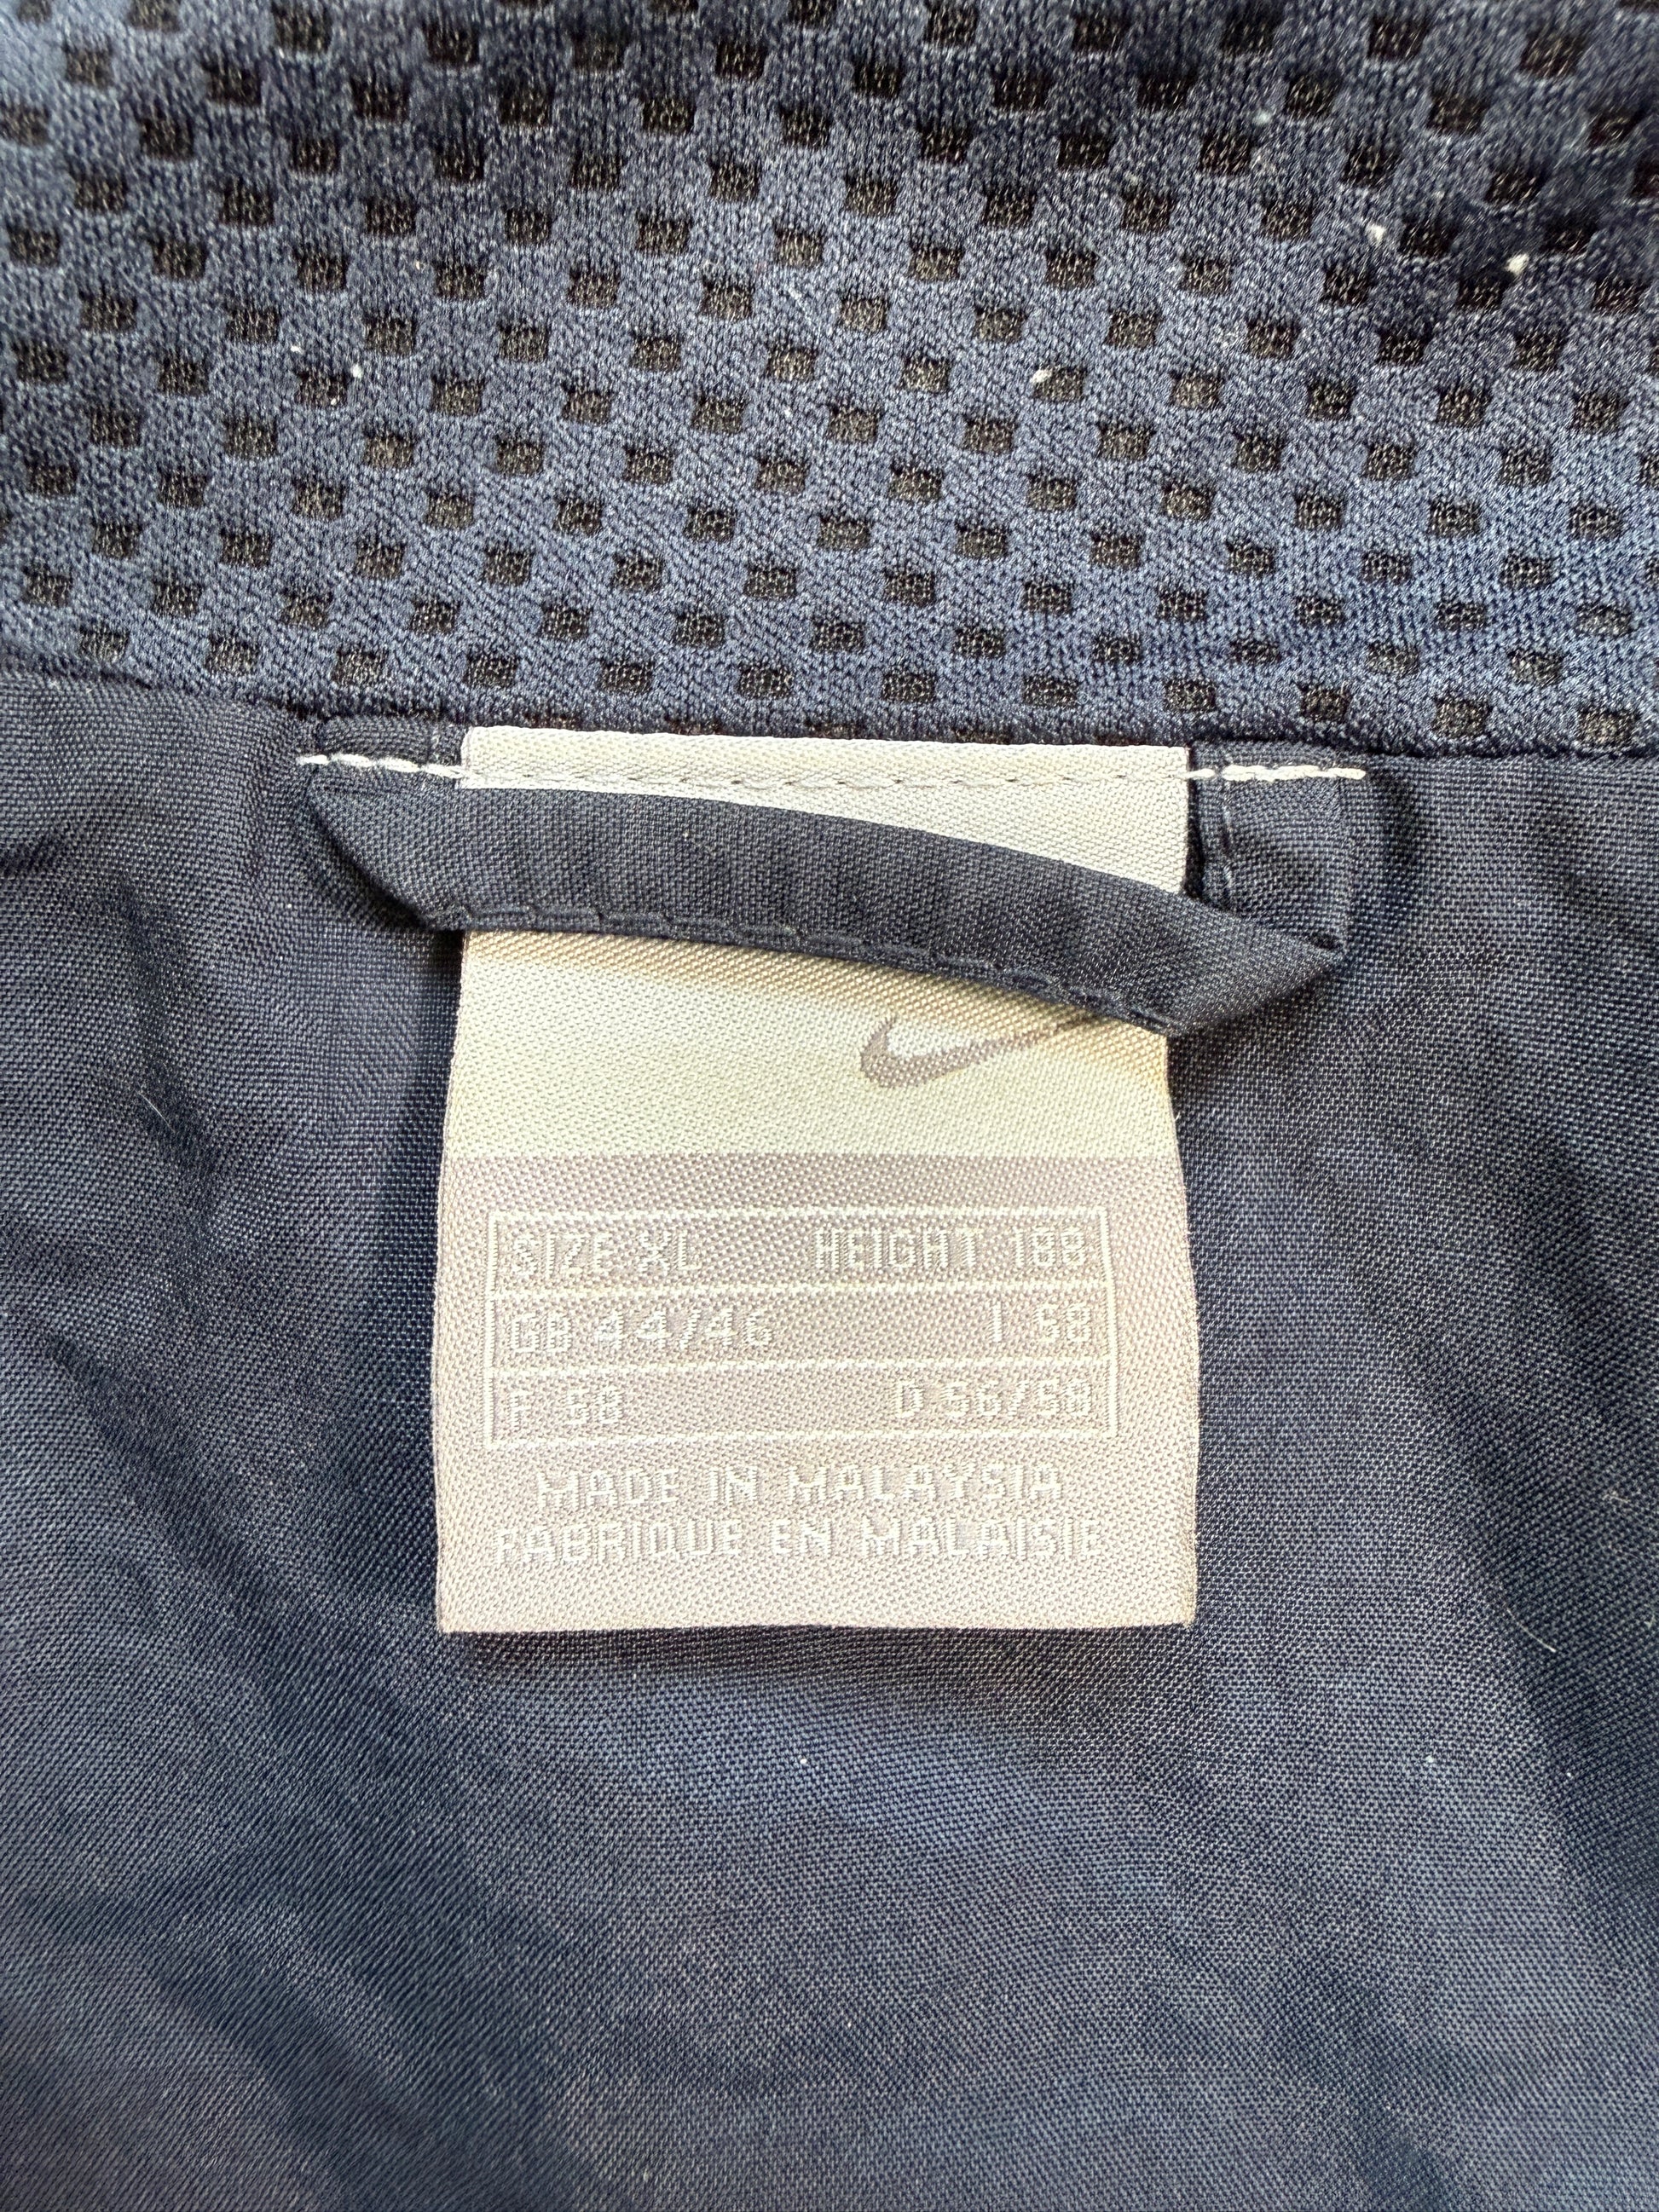 SIZE XL HEIGHT 188
GB 44/46 I 58
F 58 D 56/58
MADE IN MALAYSIA
FABRIQUE EN MALAISIE